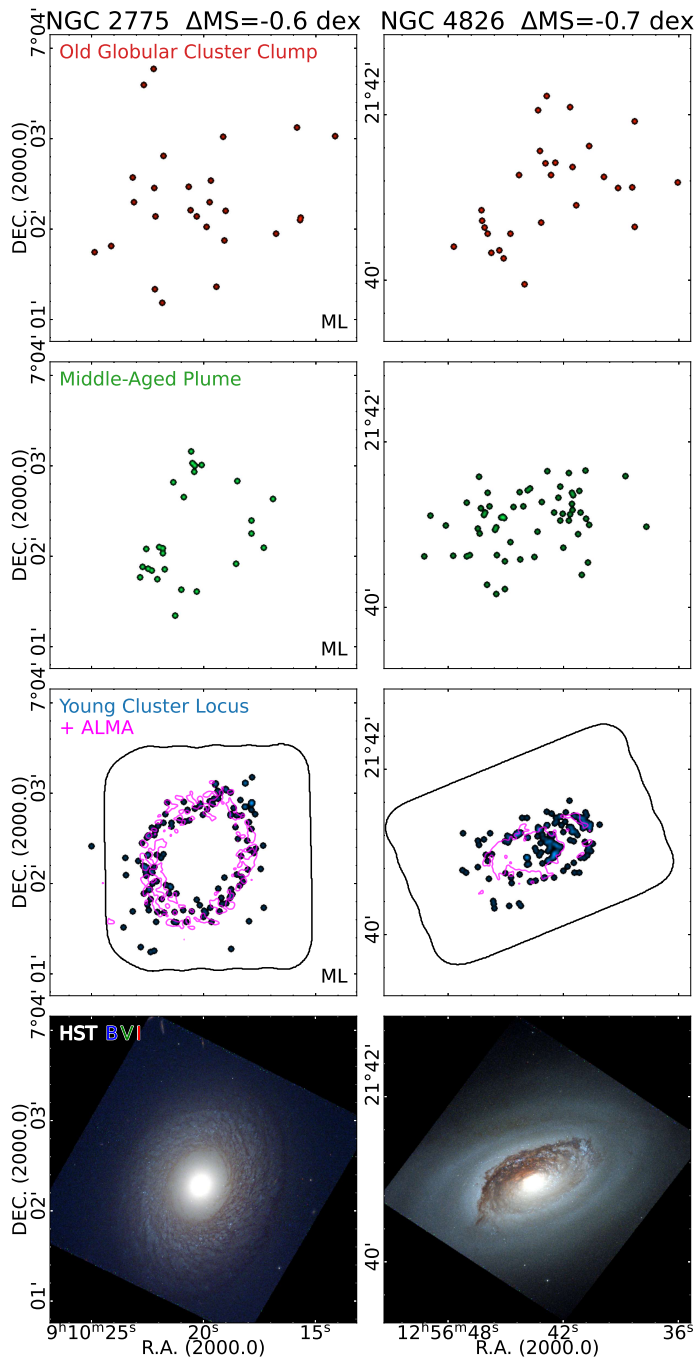 NGC 2775 ΔMS=-0.6 dex
NGC 4826 ΔMS=-0.7 dex
Old Globular Cluster Clump
ML
DEC. (2000.0)
7°04'
03'
02'
7°04' 01'
21°42'
40'
Middle-Aged Plume
ML
DEC. (2000.0)
03'
02'
7°04' 01'
21°42'
40'
Young Cluster Locus
+ ALMA
ML
DEC. (2000.0)
03'
02'
7°04' 01'
21°42'
40'
HST BVI
DEC. (2000.0)
03'
02'
01'
21°42'
40'
9ʰ10ᵐ25ˢ
20ˢ
15ˢ
R.A. (2000.0)
12ʰ56ᵐ48ˢ
42ˢ
36ˢ
R.A. (2000.0)